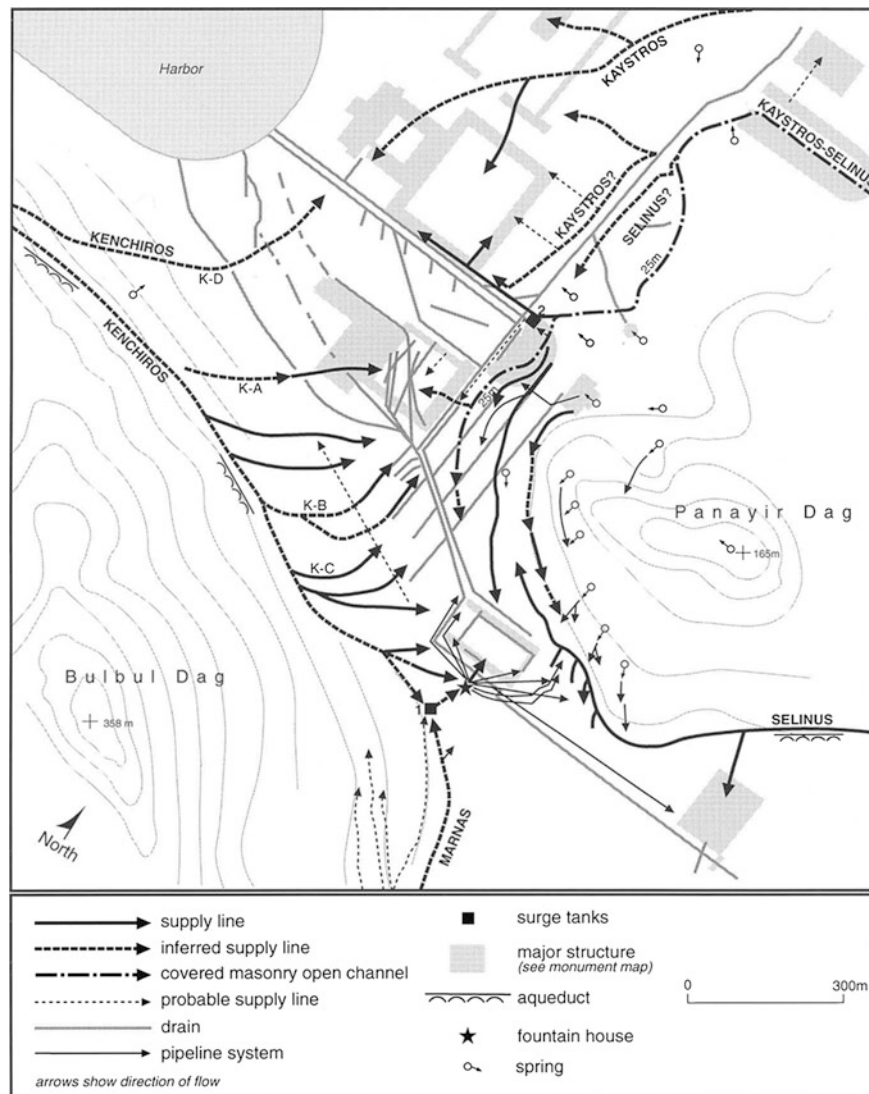 Harbor
KAYSTROS
KAYSTROS-SELINUS
KAYSTROS?
SELINUS?
KENCHIROS
K-D
25m
2
KENCHIROS
K-A
25m
K-B
Panayir Dag
165m
K-C
Bulbul Dag
358 m
1
SELINUS
North
MARNAS
supply line
inferred supply line
covered masonry open channel
probable supply line
drain
pipeline system
arrows show direction of flow
surge tanks
major structure
(see monument map)
aqueduct
fountain house
spring
0 300m